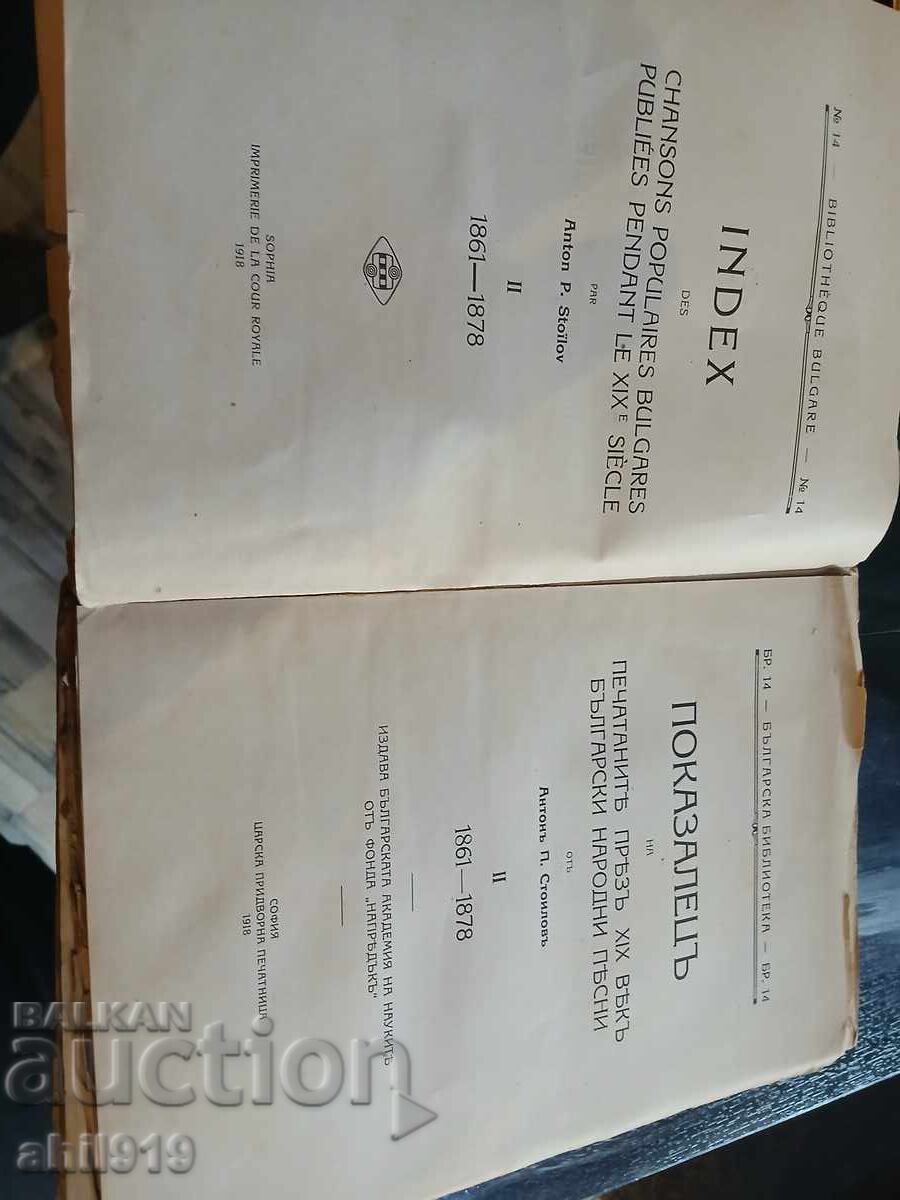 № 14 — BIBLIOTHÈQUE BULGARE — № 14
INDEX
DES
CHANSONS POPULAIRES BULGARES
PUBLIÉES PENDANT LE XIXE SIÈCLE
PAR
Anton P. Stoïlov
II
1861—1878
SOPHIA
IMPRIMERIE DE LA COUR ROYALE
1918
БР. 14 — БЪЛГАРСКА БИБЛИОТЕКА — БР. 14
ПОКАЗАЛЕЦЪ
НА
ПЕЧАТАНИТѢ ПРѢЗЪ XIX ВѢКЪ
БЪЛГАРСКИ НАРОДНИ ПѢСНИ
ОТЪ
Антонъ П. Стоиловъ
II
1861—1878
ИЗДАВА БЪЛГАРСКАТА АКАДЕМИЯ НА НАУКИТѢ
ОТЪ ФОНДА „НАПРѢДЪКЪ"
СОФИЯ
ЦАРСКА ПРИДВОРНА ПЕЧАТНИЦА
1918
BALKAN
auction
ahil919